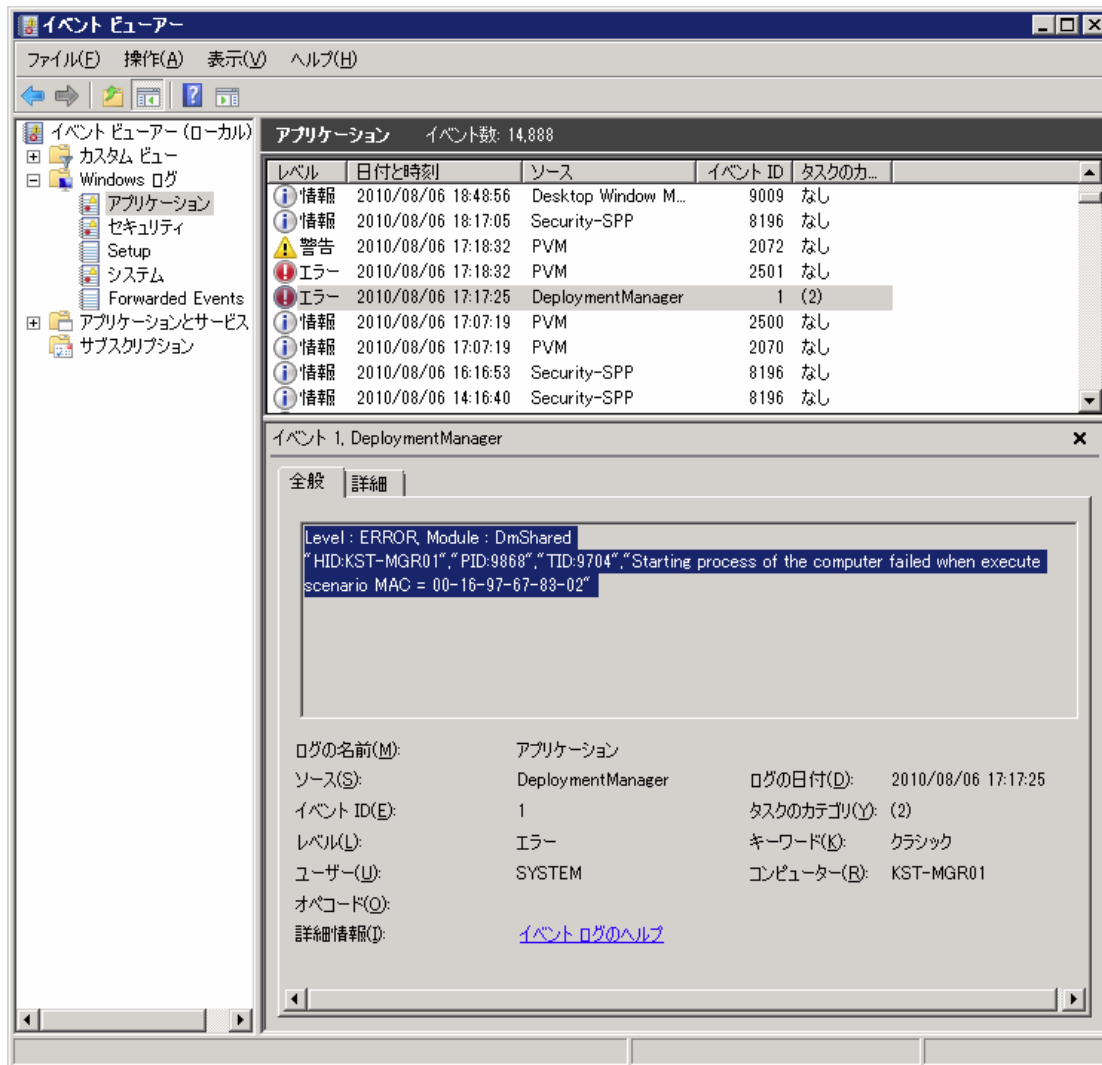 イベント ビューアー
ファイル(F) 操作(A) 表示(V) ヘルプ(H)
イベント ビューアー (ローカル)
カスタム ビュー
Windows ログ
アプリケーション
セキュリティ
Setup
システム
Forwarded Events
アプリケーションとサービス
サブスクリプション
アプリケーション イベント数: 14,888
レベル 日付と時刻 ソース イベント ID タスクのカ...
情報 2010/08/06 18:48:56 Desktop Window M... 9009 なし
情報 2010/08/06 18:17:05 Security-SPP 8196 なし
警告 2010/08/06 17:18:32 PVM 2072 なし
エラー 2010/08/06 17:18:32 PVM 2501 なし
エラー 2010/08/06 17:17:25 DeploymentManager 1 (2)
情報 2010/08/06 17:07:19 PVM 2500 なし
情報 2010/08/06 17:07:19 PVM 2070 なし
情報 2010/08/06 16:16:53 Security-SPP 8196 なし
情報 2010/08/06 14:16:40 Security-SPP 8196 なし
イベント 1, DeploymentManager
全般 詳細
Level : ERROR, Module : DmShared
"HID:KST-MGR01","PID:9868","TID:9704","Starting process of the computer failed when execute
scenario MAC = 00-16-97-67-83-02"
ログの名前(M): アプリケーション
ソース(S): DeploymentManager ログの日付(D): 2010/08/06 17:17:25
イベント ID(E): 1 タスクのカテゴリ(Y): (2)
レベル(L): エラー キーワード(K): クラシック
ユーザー(U): SYSTEM コンピューター(R): KST-MGR01
オペコード(O):
詳細情報(I): イベント ログのヘルプ